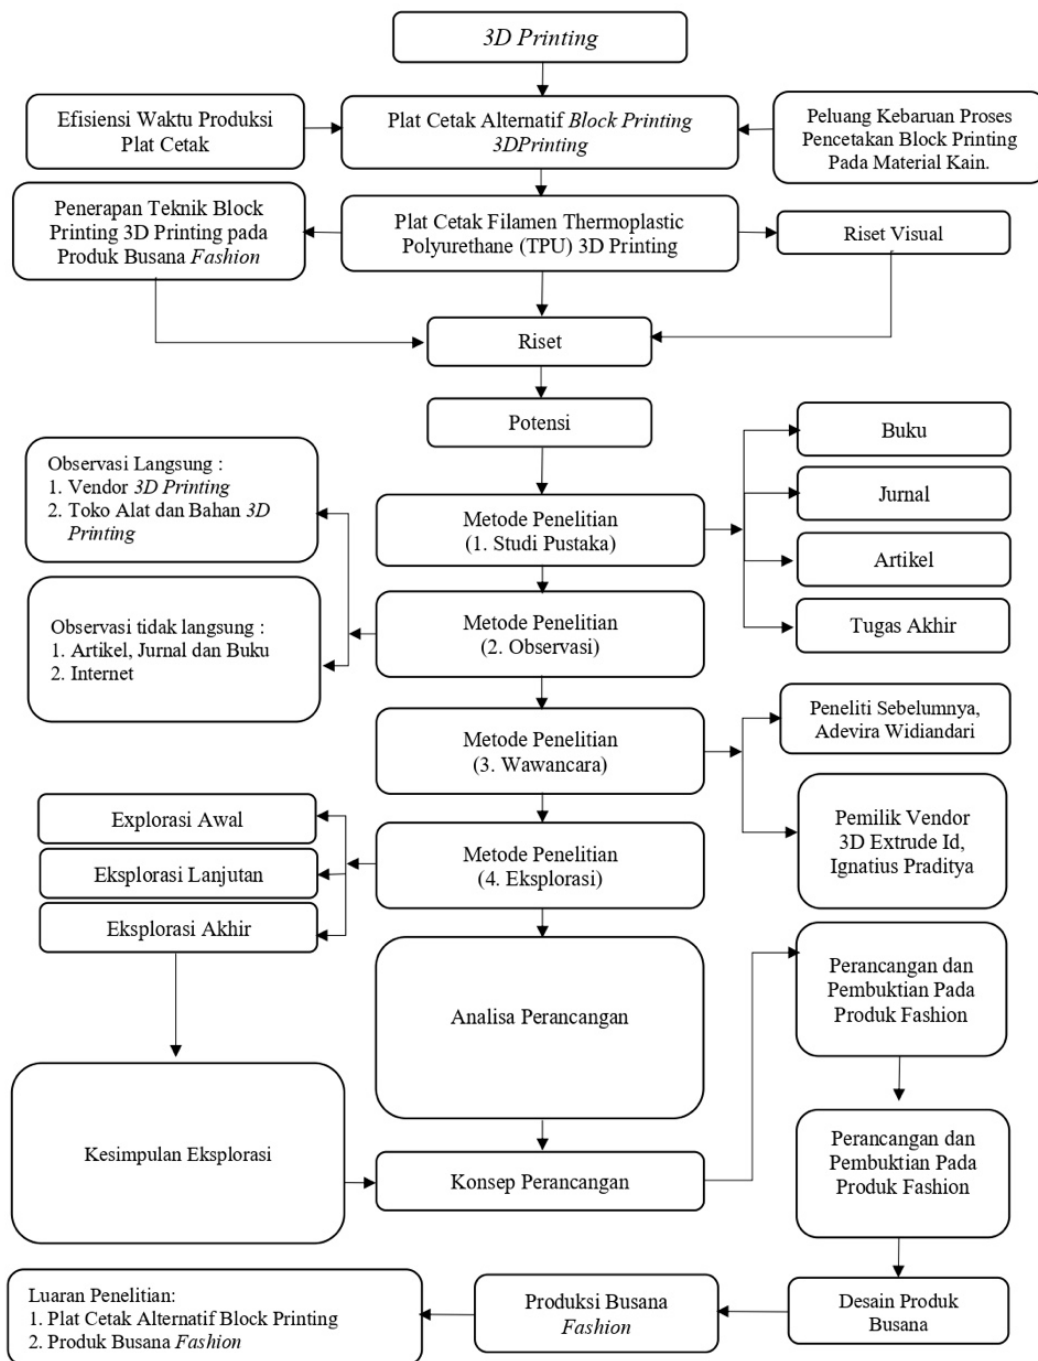 3D Printing
Efisiensi Waktu Produksi
Plat Cetak
Plat Cetak Alternatif Block Printing
3DPrinting
Peluang Kebaruan Proses
Pencetakan Block Printing
Pada Material Kain.
Penerapan Teknik Block
Printing 3D Printing pada
Produk Busana Fashion
Plat Cetak Filamen Thermoplastic
Polyurethane (TPU) 3D Printing
Riset Visual
Riset
Potensi
Buku
Jurnal
Artikel
Tugas Akhir
Observasi Langsung :
1. Vendor 3D Printing
2. Toko Alat dan Bahan 3D
Printing
Metode Penelitian
(1. Studi Pustaka)
Observasi tidak langsung :
1. Artikel, Jurnal dan Buku
2. Internet
Metode Penelitian
(2. Observasi)
Metode Penelitian
(3. Wawancara)
Peneliti Sebelumnya,
Adevira Widiandari
Pemilik Vendor
3D Extrude Id,
Ignatius Praditya
Explorasi Awal
Eksplorasi Lanjutan
Eksplorasi Akhir
Metode Penelitian
(4. Eksplorasi)
Analisa Perancangan
Perancangan dan
Pembuktian Pada
Produk Fashion
Kesimpulan Eksplorasi
Konsep Perancangan
Perancangan dan
Pembuktian Pada
Produk Fashion
Luaran Penelitian:
1. Plat Cetak Alternatif Block Printing
2. Produk Busana Fashion
Produksi Busana
Fashion
Desain Produk
Busana